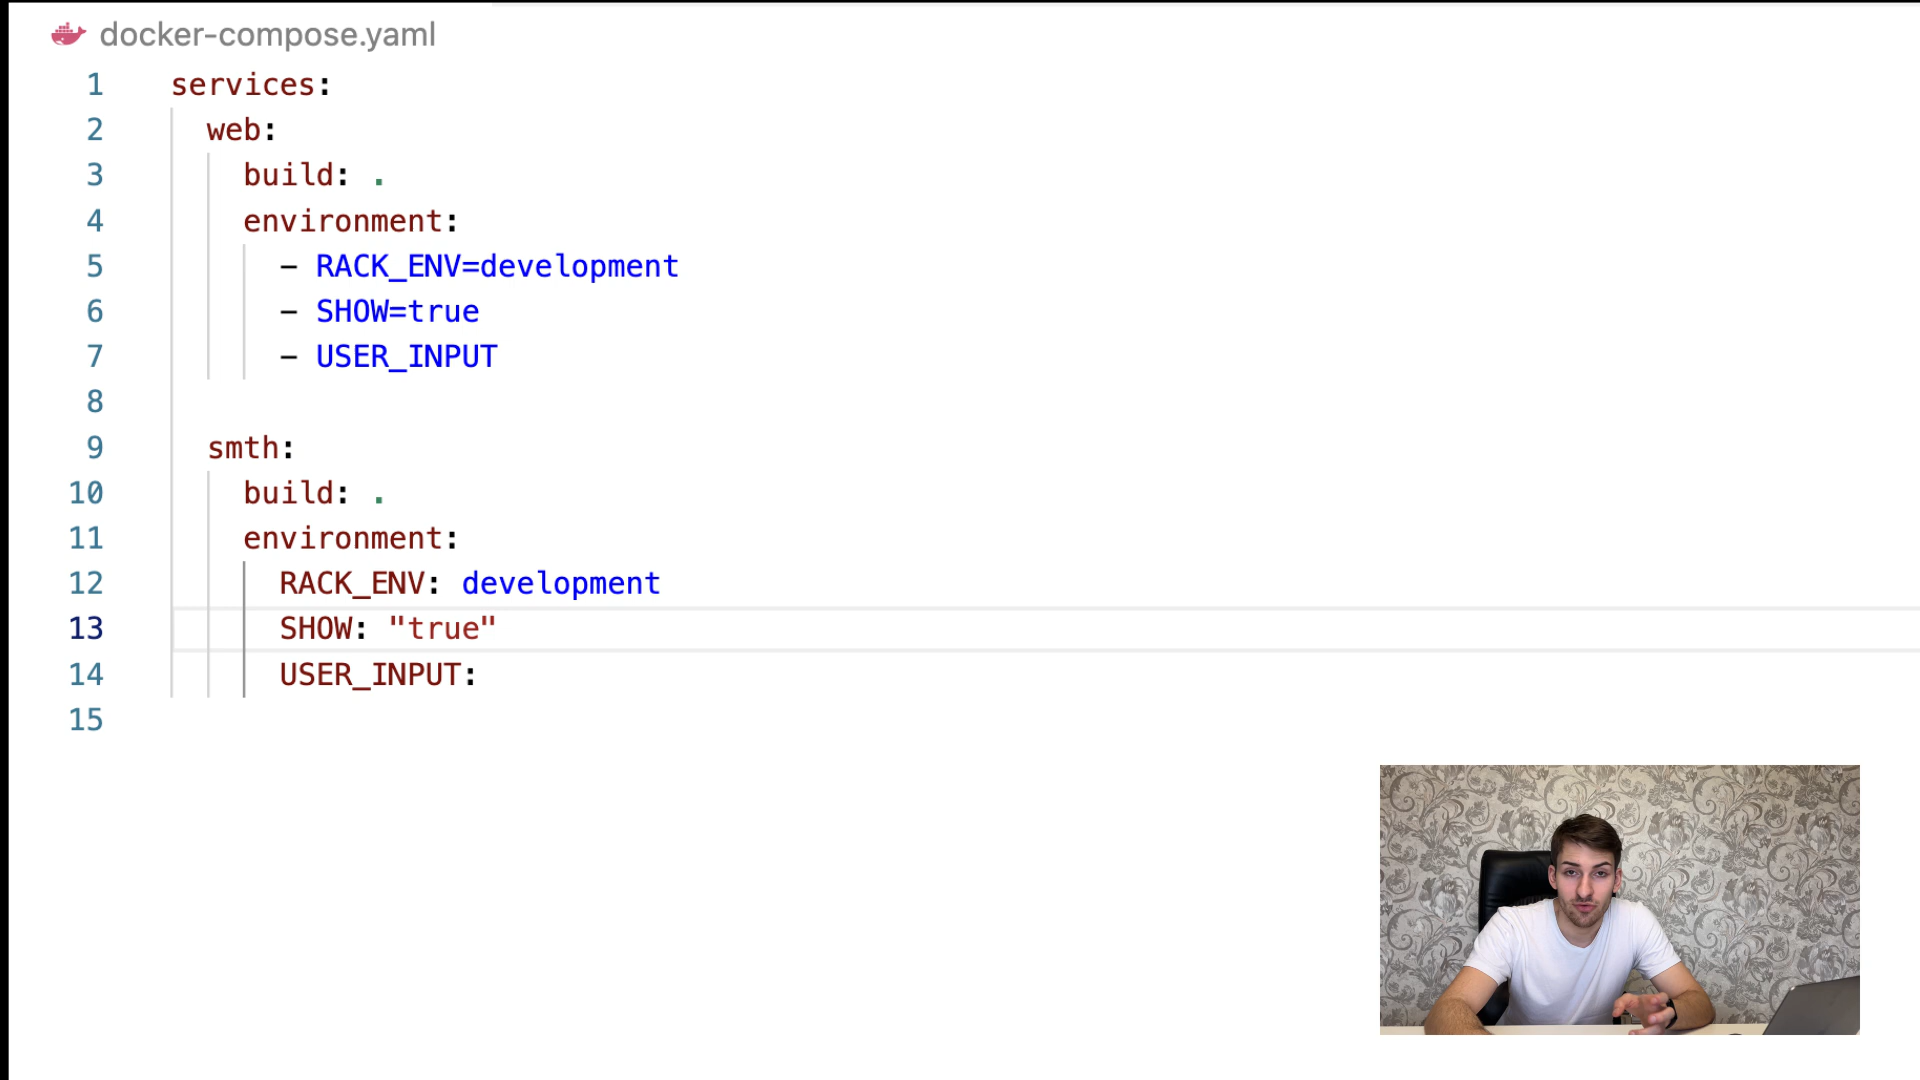 docker-compose.yaml
1 services:
2 web:
3 build: .
4 environment:
5 - RACK_ENV=development
6 - SHOW=true
7 - USER_INPUT
8
9 smth:
10 build: .
11 environment:
12 RACK_ENV: development
13 SHOW: "true"
14 USER_INPUT:
15